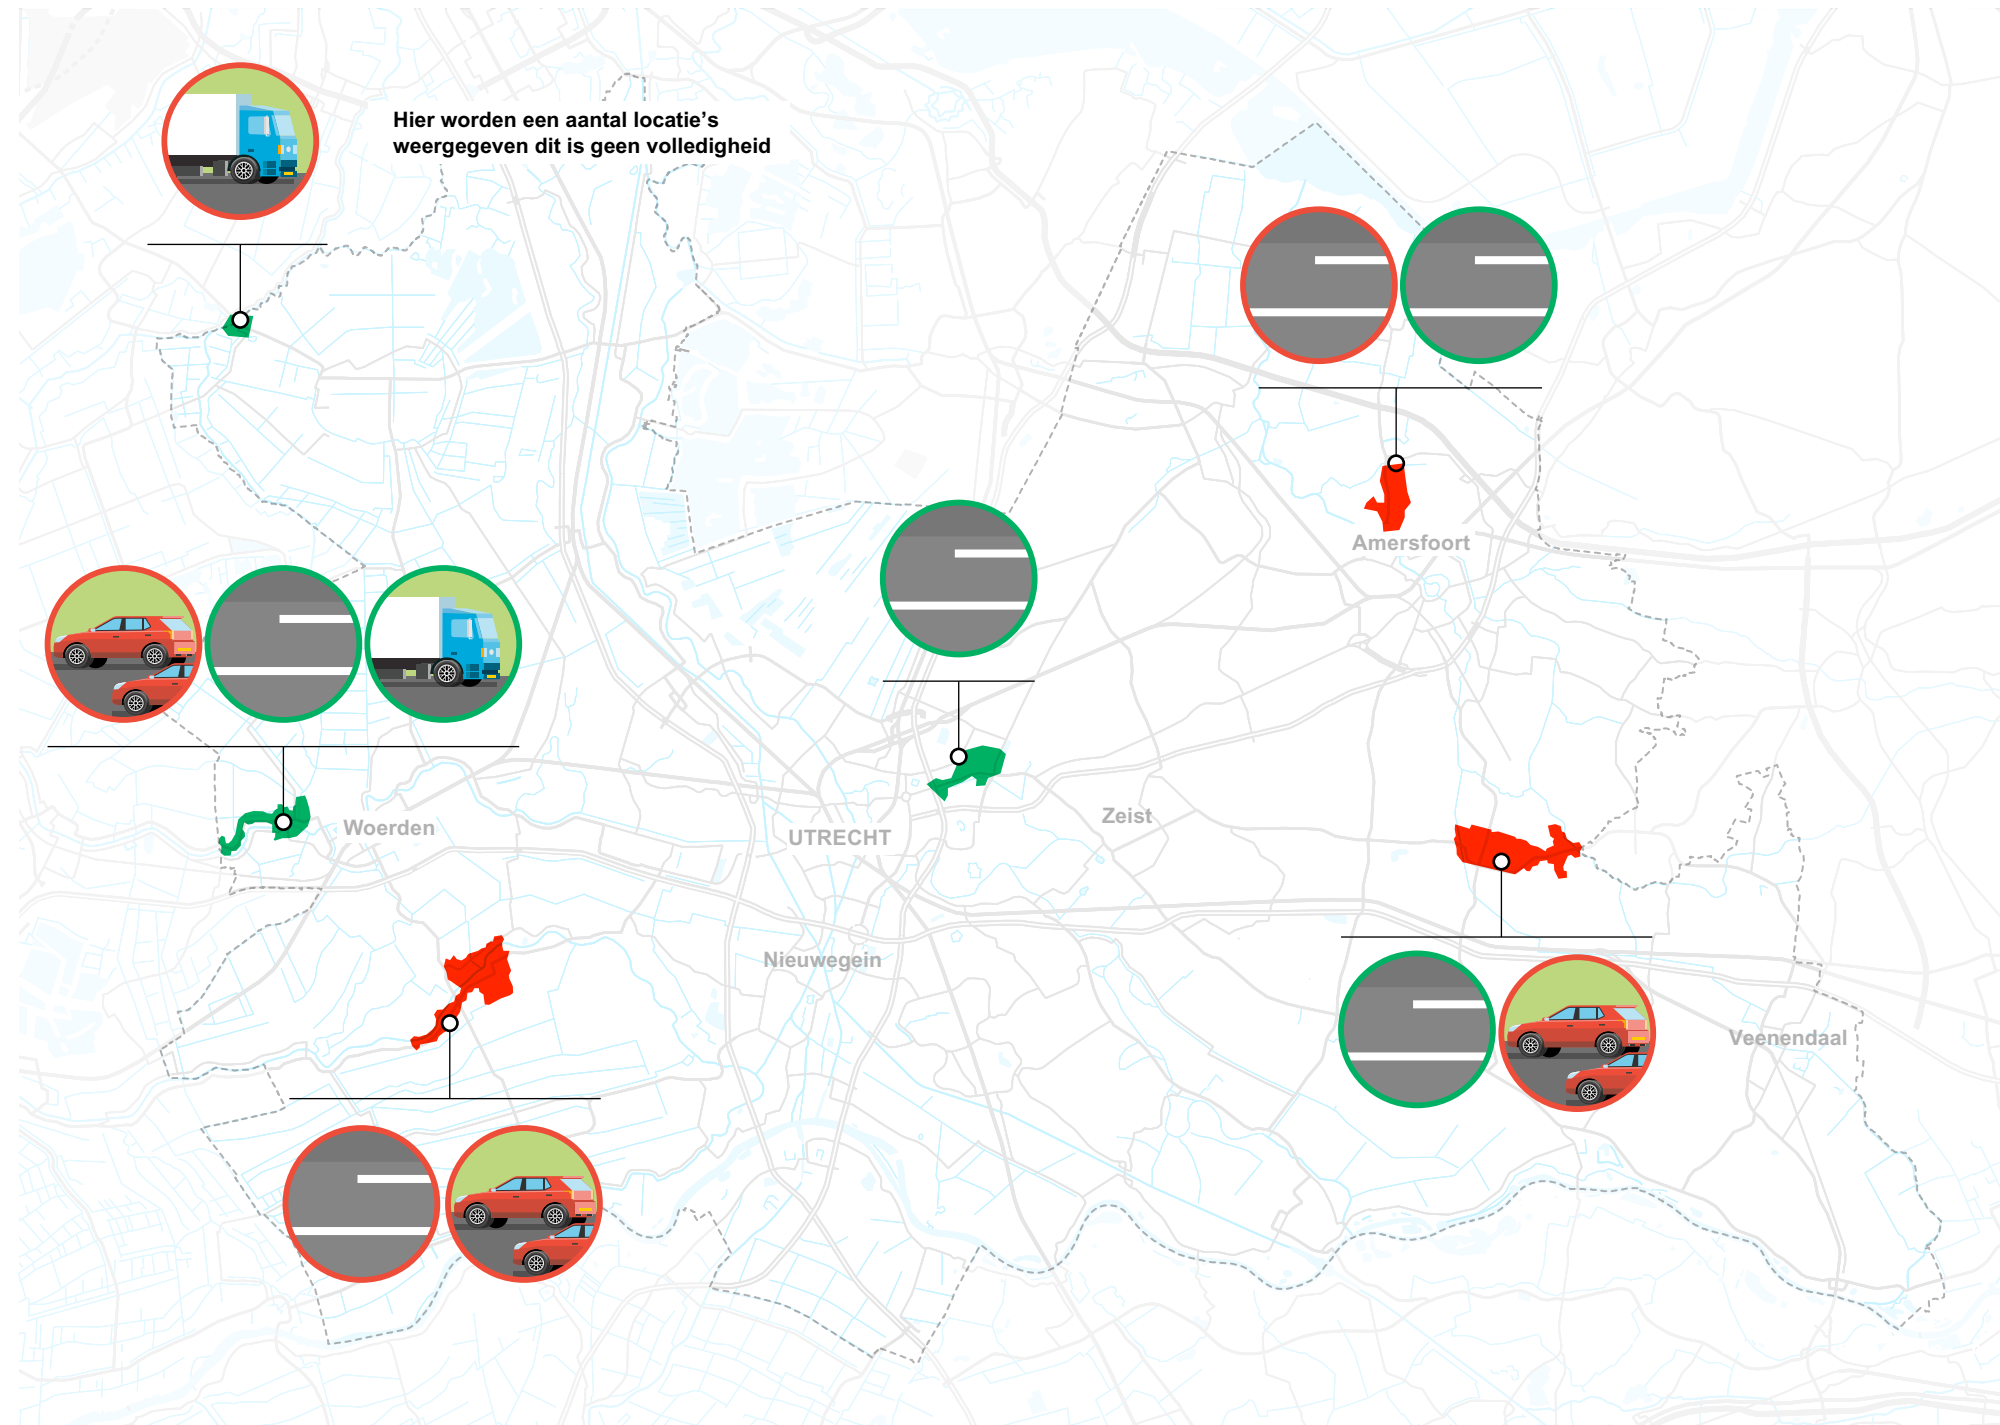 Hier worden een aantal locatie's
weergegeven dit is geen volledigheid
Amersfoort
Zeist
Woerden
UTRECHT
Nieuwegein
Veenendaal